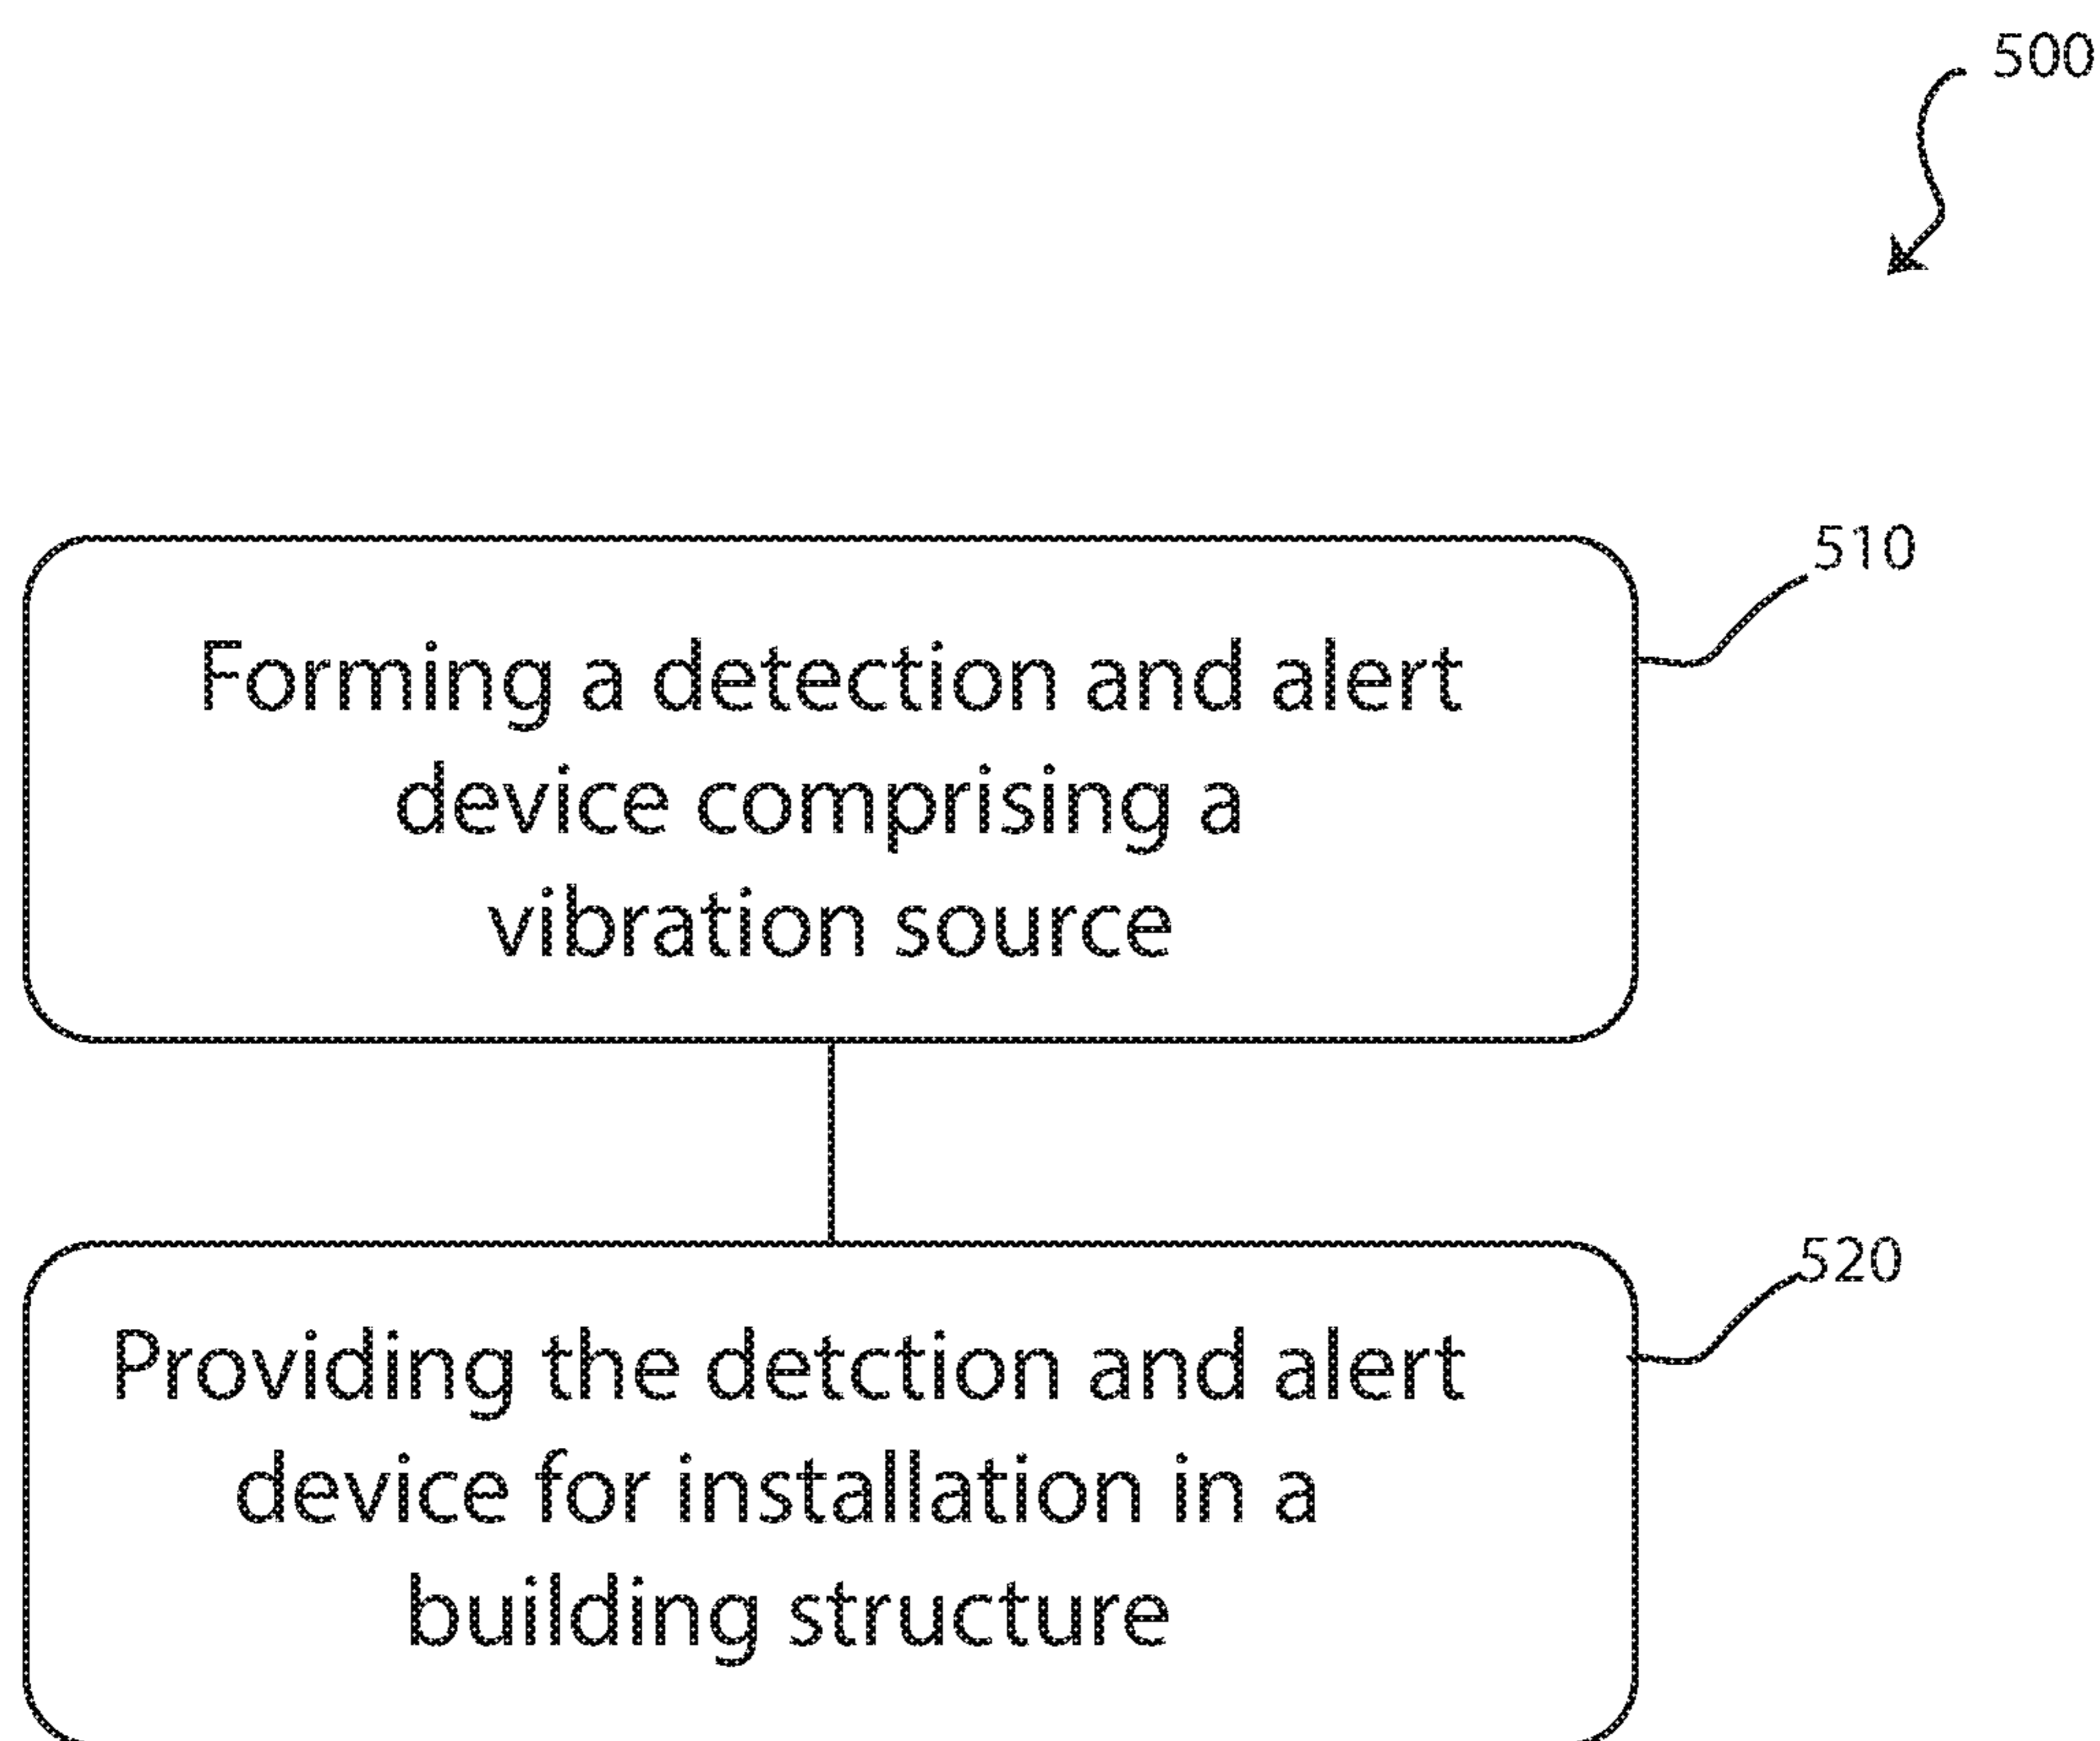 500
510
Forming a detection and alert
device comprising a
vibration source
520
Providing the detction and alert
device for installation in a
building structure